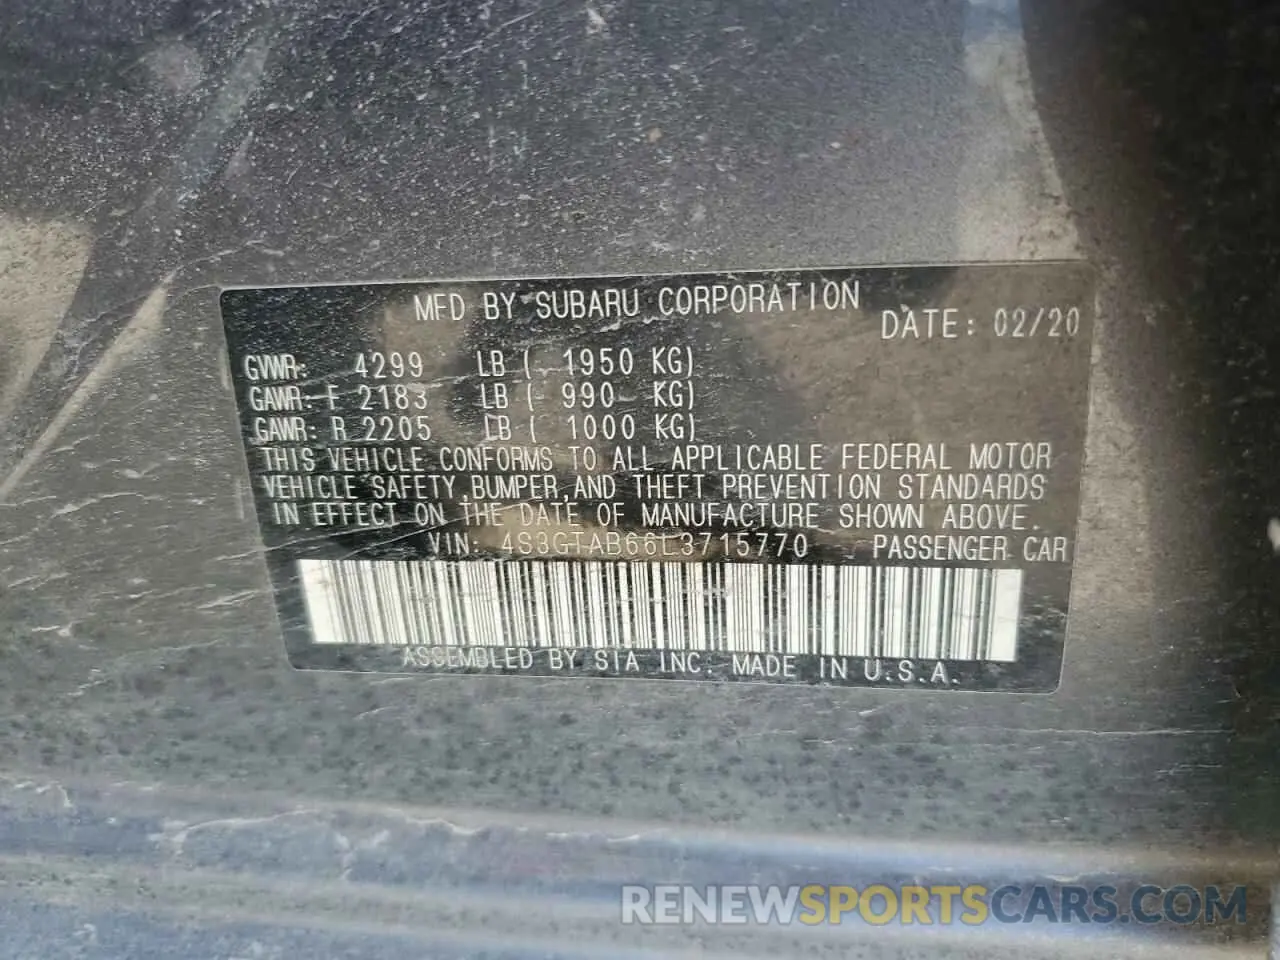 MFD BY SUBARU CORPORATION
DATE: 02/20
GVWR: 4299 LB ( 1950 KG)
GAWR: F 2183 LB ( 990 KG)
GAWR: R 2205 LB ( 1000 KG)
THIS VEHICLE CONFORMS TO ALL APPLICABLE FEDERAL MOTOR
VEHICLE SAFETY,BUMPER,AND THEFT PREVENTION STANDARDS
IN EFFECT ON THE DATE OF MANUFACTURE SHOWN ABOVE.
VIN: 4S3GTAB66L3715770 PASSENGER CAR
ASSEMBLED BY SIA INC. MADE IN U.S.A.
RENEWSPORTSCARS.COM